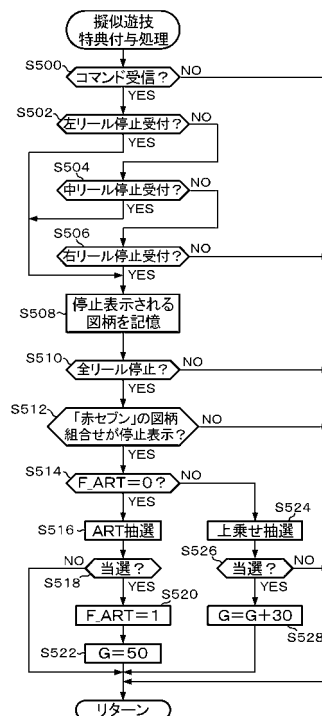 擬似遊技
特典付与処理
S500
コマンド受信?
NO
YES
S502
左リール停止受付?
NO
YES
S504
中リール停止受付?
NO
YES
S506
右リール停止受付?
NO
YES
S508
停止表示される
図柄を記憶
S510
全リール停止?
NO
YES
S512
「赤セブン」の図柄
組合せが停止表示?
NO
YES
S514
F_ART=0?
NO
YES
S516
ART抽選
S524
上乗せ抽選
NO
当選?
S518
YES
S526
当選?
NO
YES
S520
F_ART=1
G=G+30
S528
S522
G=50
リターン